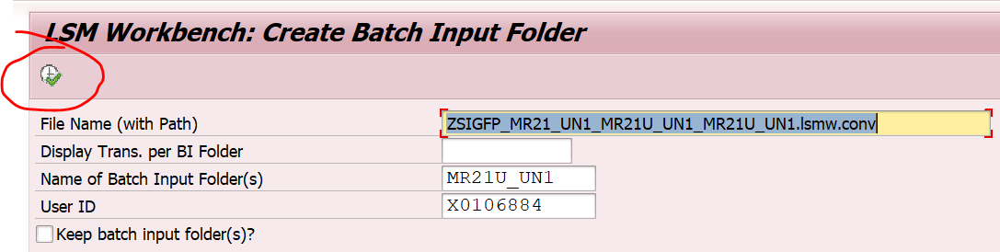 LSM Workbench: Create Batch Input Folder
File Name (with Path) ZSIGFP_MR21_UN1_MR21U_UN1_MR21U_UN1.lsmw.conv
Display Trans. per BI Folder
Name of Batch Input Folder(s) MR21U_UN1
User ID X0106884
Keep batch input folder(s)?